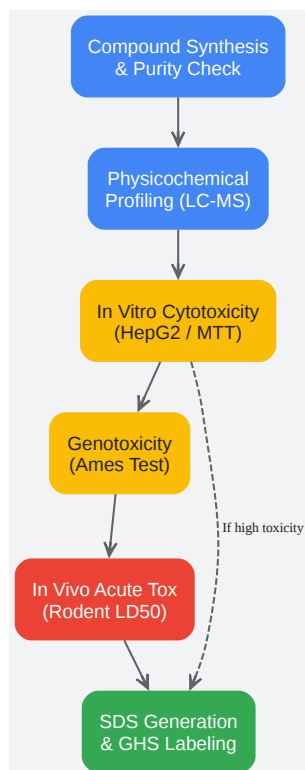 Compound Synthesis
& Purity Check
Physicochemical
Profiling (LC-MS)
In Vitro Cytotoxicity
(HepG2 / MTT)
Genotoxicity
(Ames Test)
If high toxicity
In Vivo Acute Tox
(Rodent LD50)
SDS Generation
& GHS Labeling